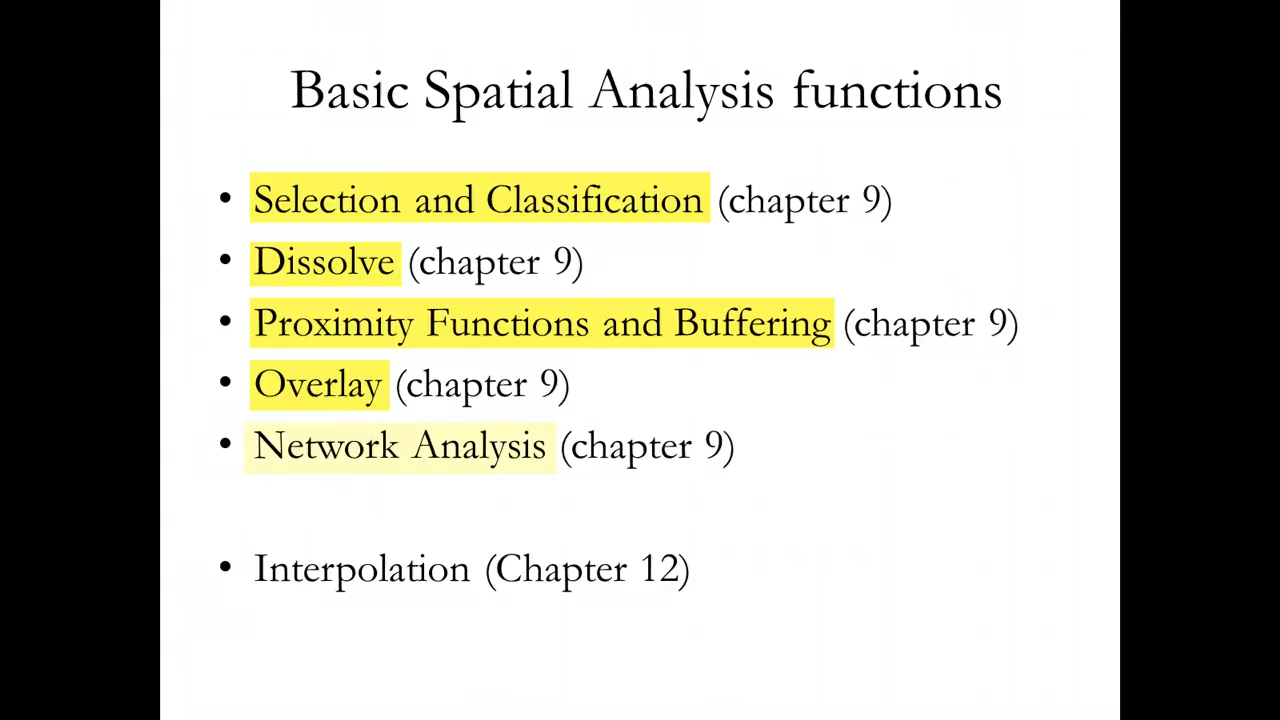 Basic Spatial Analysis functions
• Selection and Classification (chapter 9)
• Dissolve (chapter 9)
• Proximity Functions and Buffering (chapter 9)
• Overlay (chapter 9)
• Network Analysis (chapter 9)
• Interpolation (Chapter 12)